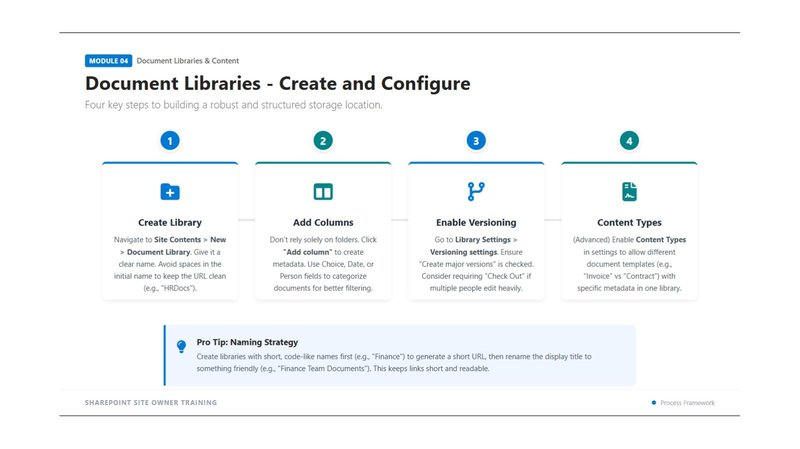 MODULE 04 Document Libraries & Content
Document Libraries - Create and Configure
Four key steps to building a robust and structured storage location.
1
Create Library
Navigate to Site Contents > New
> Document Library. Give it a
clear name. Avoid spaces in the
initial name to keep the URL clean
(e.g., "HRDocs").
2
Add Columns
Don't rely solely on folders. Click
"Add column" to create
metadata. Use Choice, Date, or
Person fields to categorize
documents for better filtering.
3
Enable Versioning
Go to Library Settings >
Versioning settings. Ensure
"Create major versions" is checked.
Consider requiring "Check Out" if
multiple people edit heavily.
4
Content Types
(Advanced) Enable Content Types
in settings to allow different
document templates (e.g.,
"Invoice" vs "Contract") with
specific metadata in one library.
Pro Tip: Naming Strategy
Create libraries with short, code-like names first (e.g., "Finance") to generate a short URL, then rename the display title to
something friendly (e.g., "Finance Team Documents"). This keeps links short and readable.
SHAREPOINT SITE OWNER TRAINING
Process Framework